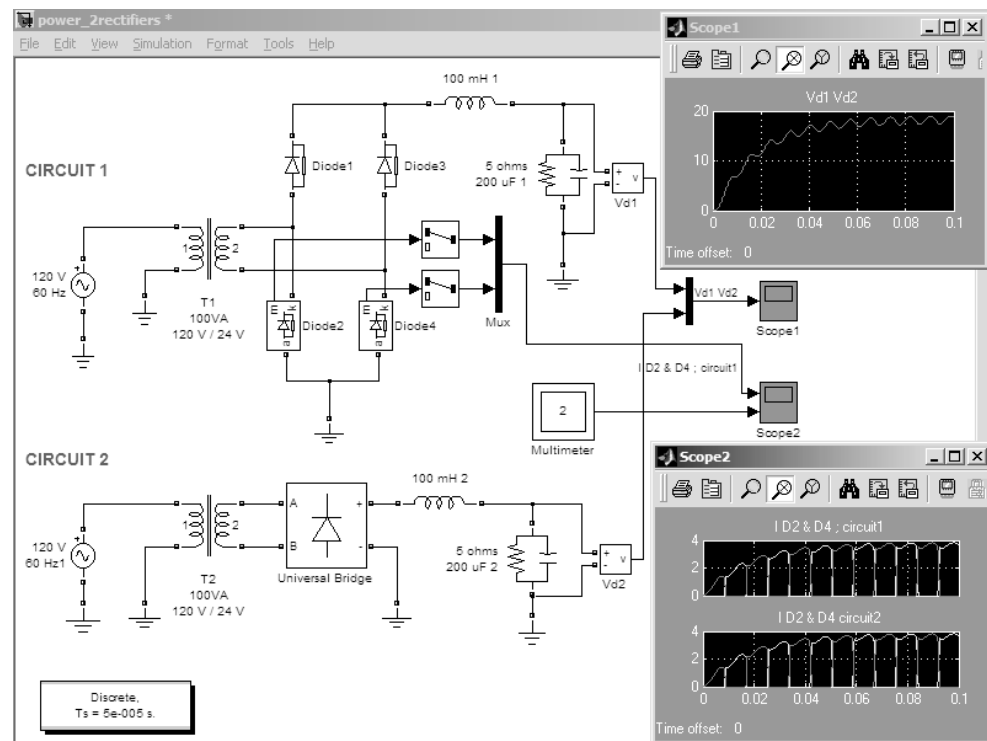 power_2rectifiers *
File Edit View Simulation Format Tools Help
100 mH 1
CIRCUIT 1
Diode1
Diode3
5 ohms
200 uF 1
+
-
v
Vd1
120 V
60 Hz
+
1
2
T1
100VA
120 V / 24 V
m
k
a
Diode2
m
k
a
Diode4
Mux
Vd1 Vd2
Scope1
I D2 & D4 ; circuit1
2
Multimeter
Scope2
CIRCUIT 2
100 mH 2
120 V
60 Hz1
+
1
2
T2
100VA
120 V / 24 V
A
B
+
-
Universal Bridge
5 ohms
200 uF 2
+
-
v
Vd2
Discrete,
Ts = 5e-005 s.
Scope1
Vd1 Vd2
20
10
0
0 0.02 0.04 0.06 0.08 0.1
Time offset: 0
Scope2
I D2 & D4 ; circuit1
4
2
0
I D2 & D4 circuit2
4
2
0
0 0.02 0.04 0.06 0.08 0.1
Time offset: 0